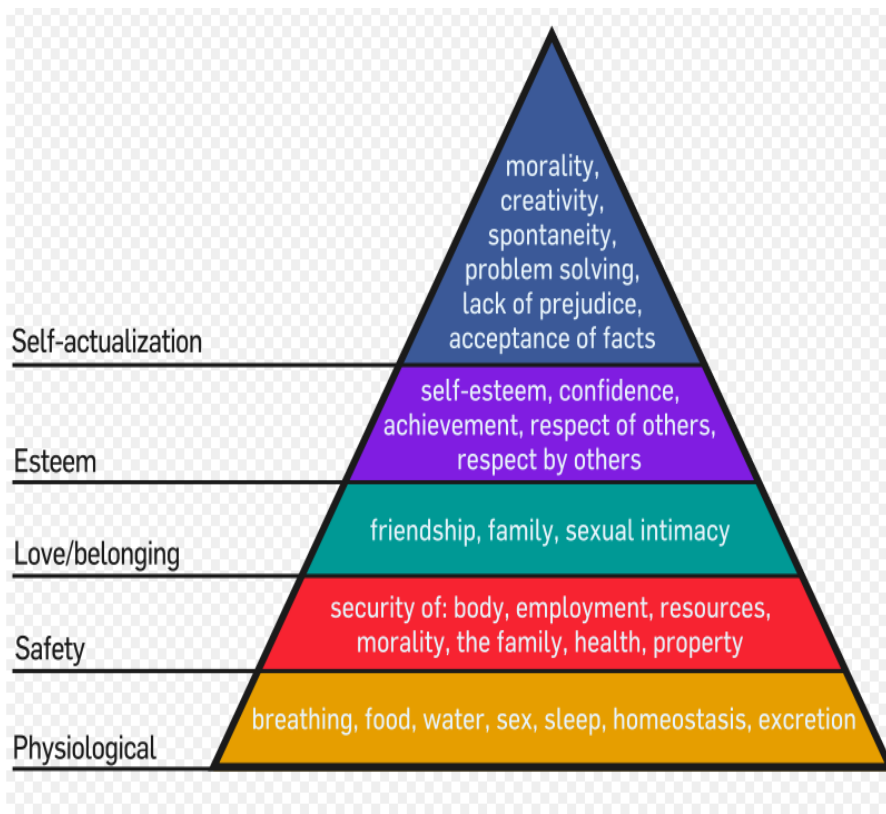 morality,
creativity,
spontaneity,
problem solving,
lack of prejudice,
acceptance of facts
Self-actualization
self-esteem, confidence,
achievement, respect of others,
respect by others
Esteem
friendship, family, sexual intimacy
Love/belonging
security of: body, employment, resources,
morality, the family, health, property
Safety
breathing, food, water, sex, sleep, homeostasis, excretion
Physiological